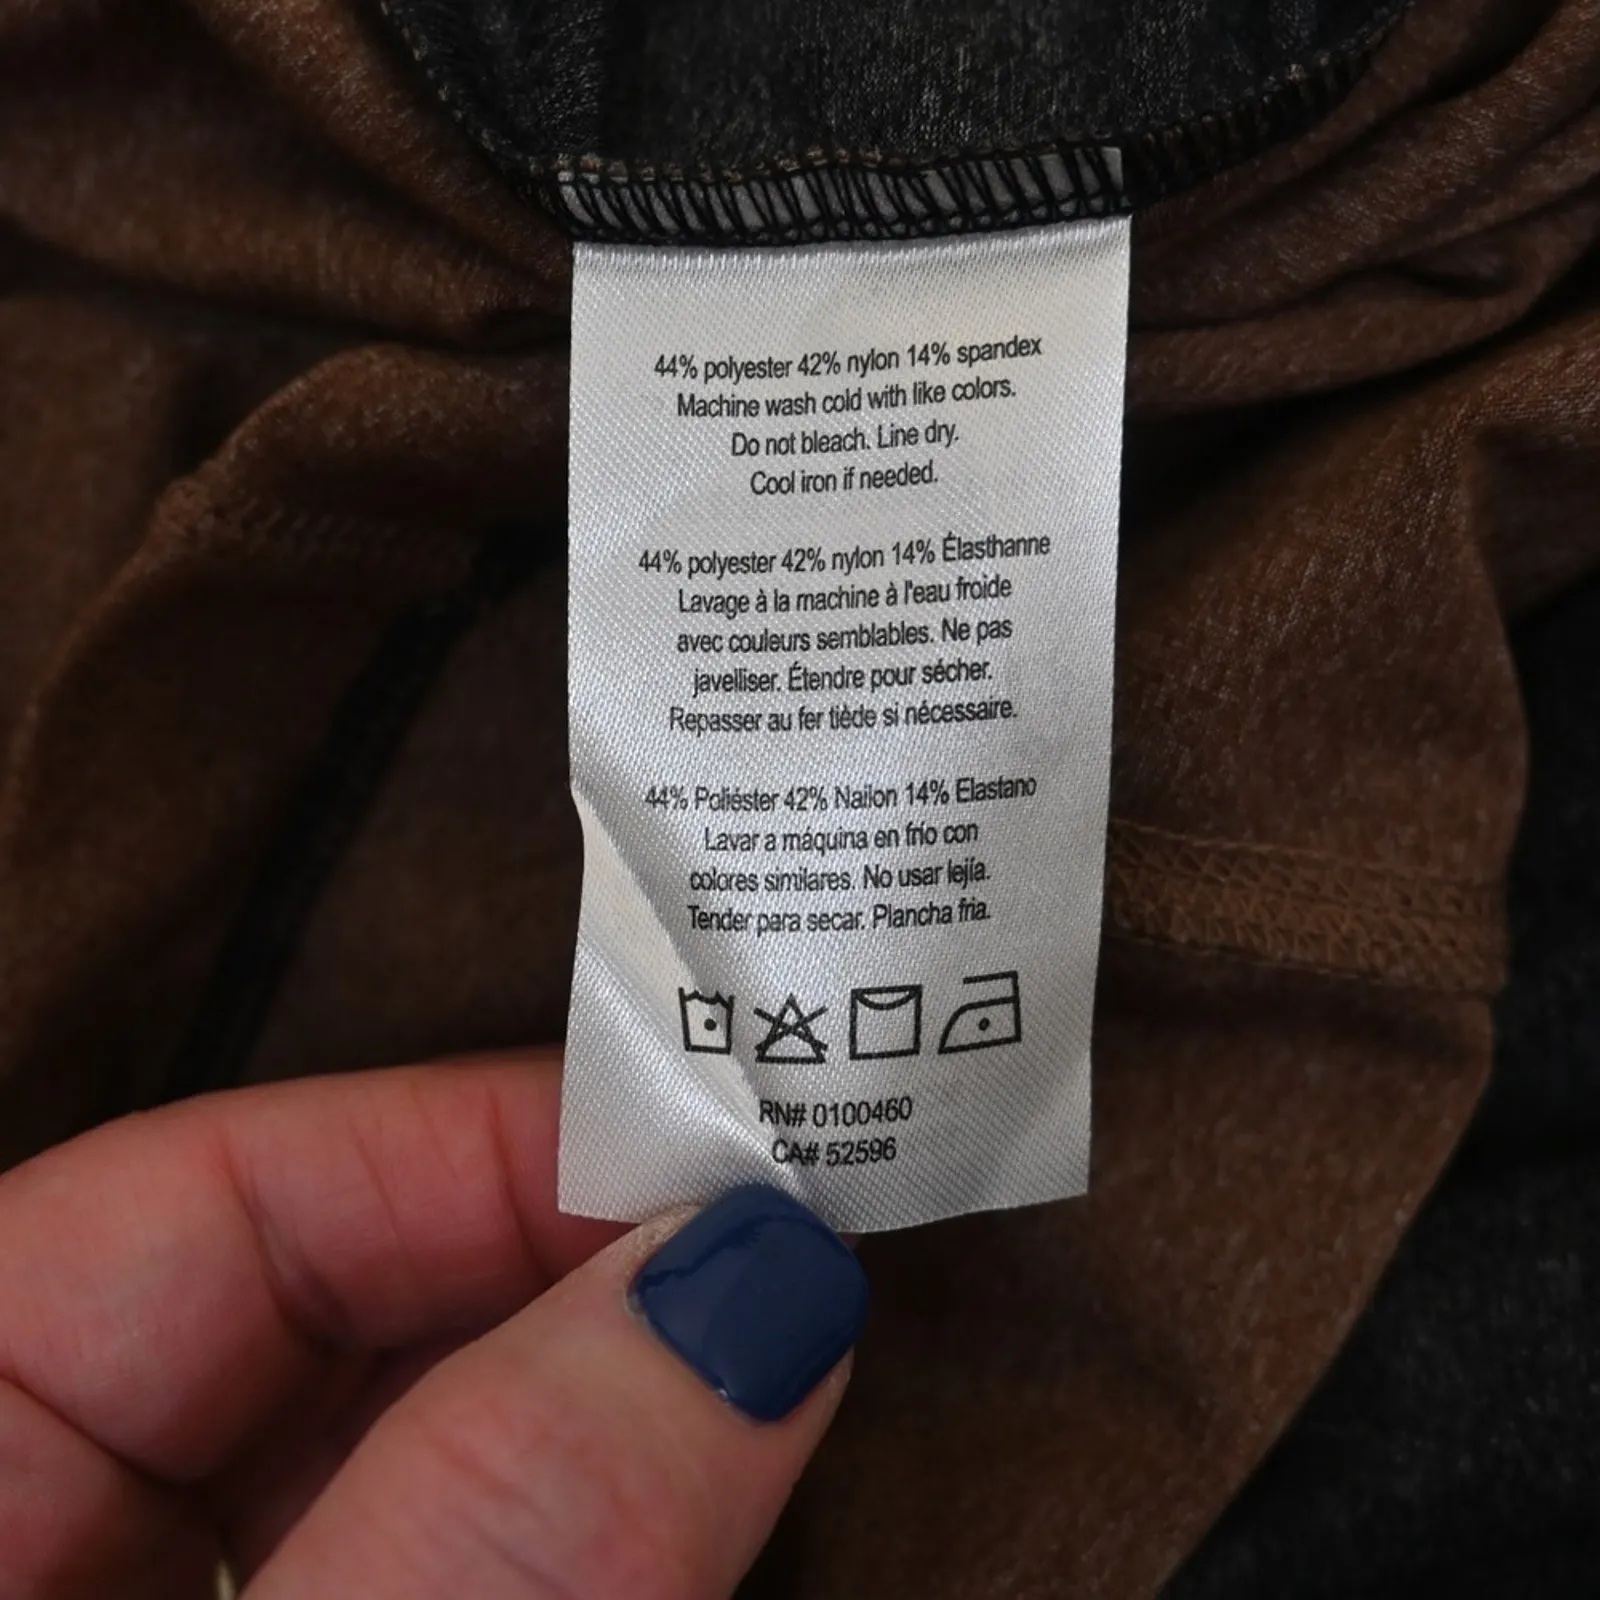 44% polyester 42% nylon 14% spandex
Machine wash cold with like colors.
Do not bleach. Line dry.
Cool iron if needed.
44% polyester 42% nylon 14% Élasthanne
Lavage à la machine à l'eau froide
avec couleurs semblables. Ne pas
javelliser. Étendre pour sécher.
Repasser au fer tiède si nécessaire.
44% Poliéster 42% Nailon 14% Elastano
Lavar a máquina en frío con
colores similares. No usar lejía.
Tender para secar. Plancha fria.
RN# 0100460
CA# 52596